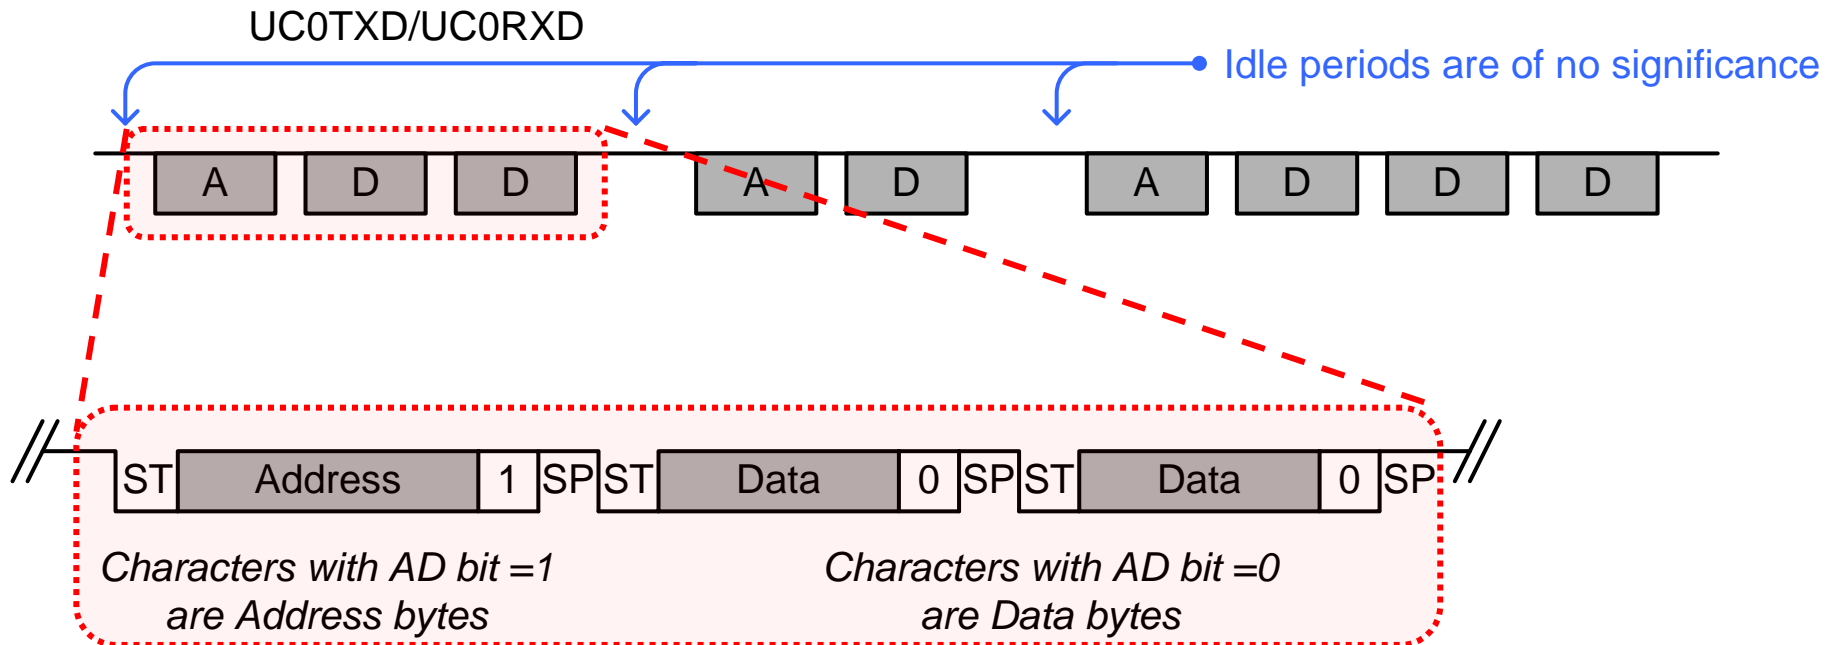 UC0TXD/UC0RXD
Idle periods are of no significance
A D D A D A D D D
ST Address 1 SP ST Data 0 SP ST Data 0 SP
Characters with AD bit =1
are Address bytes
Characters with AD bit =0
are Data bytes